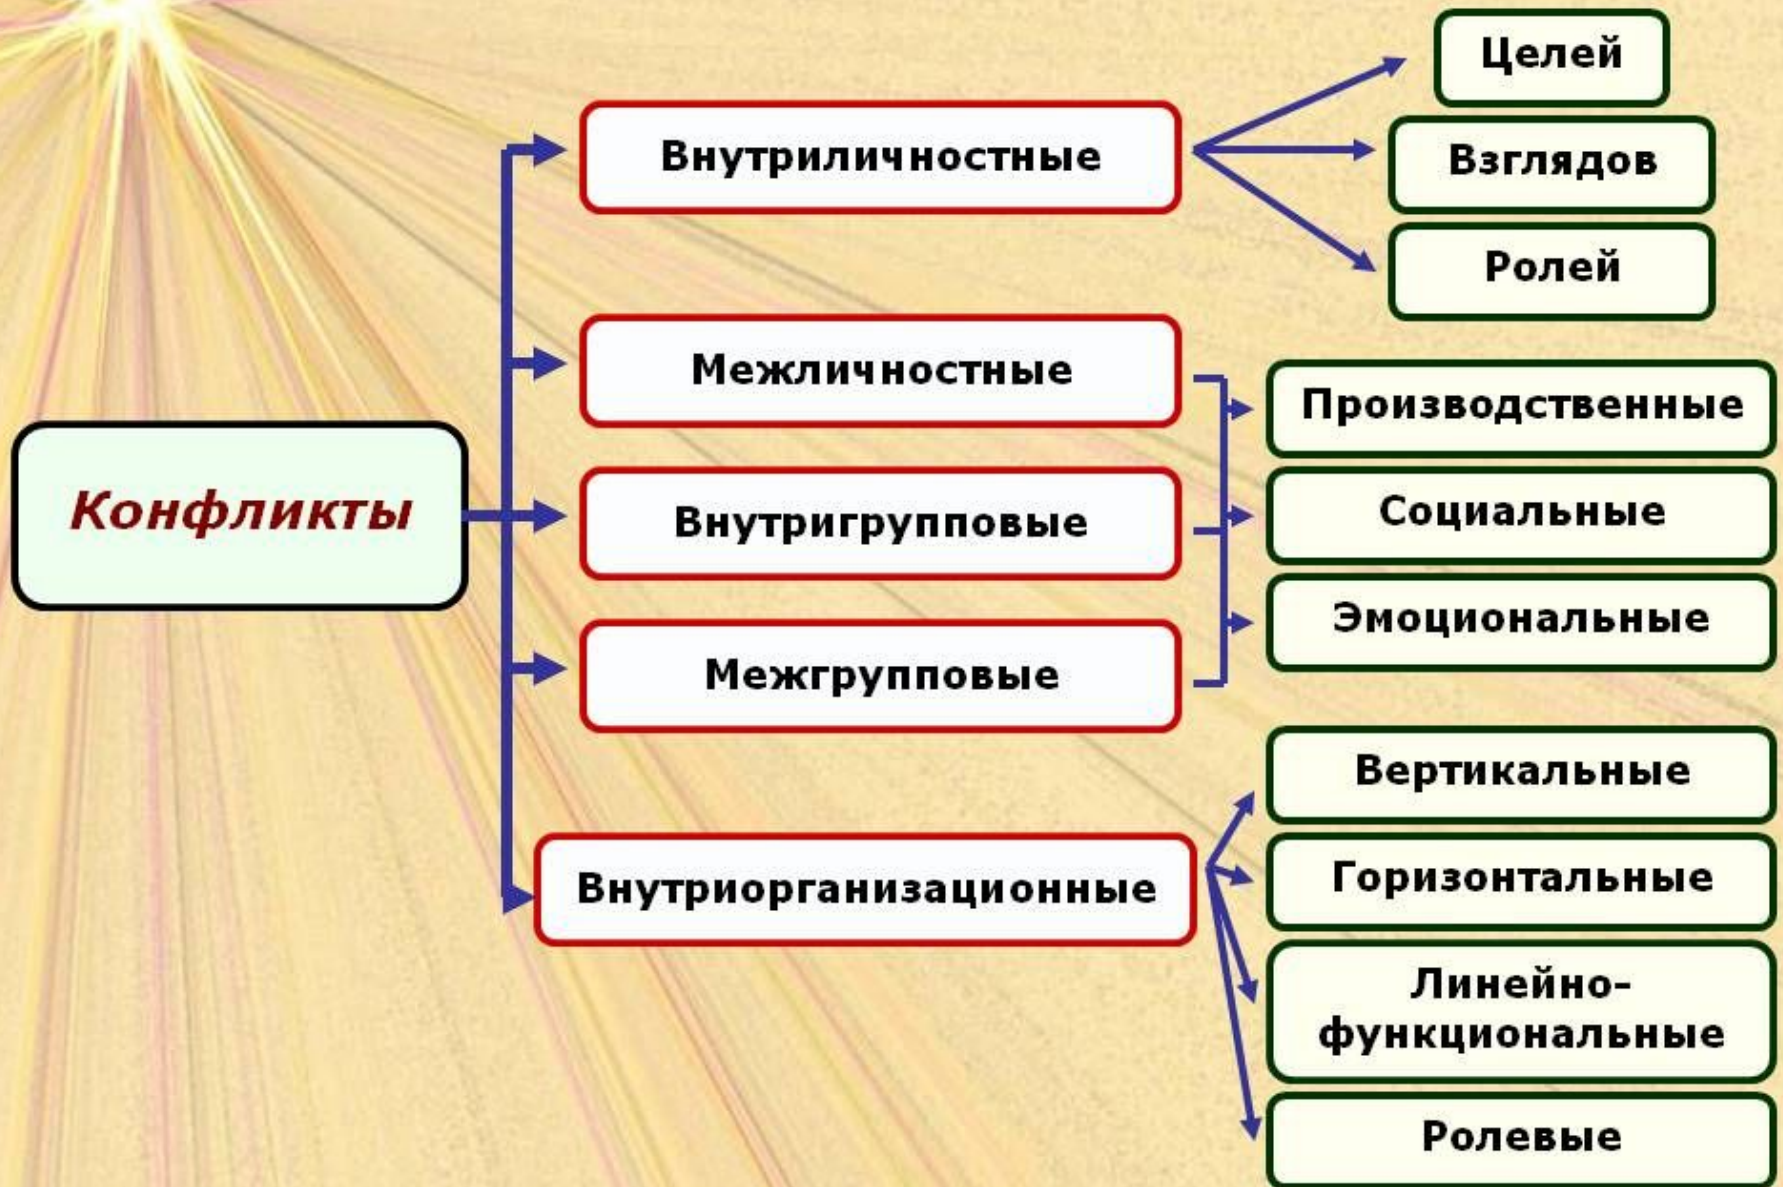 Конфликты
Внутриличностные
Целей
Взглядов
Ролей
Межличностные
Внутригрупповые
Межгрупповые
Производственные
Социальные
Эмоциональные
Внутриорганизационные
Вертикальные
Горизонтальные
Линейно-
функциональные
Ролевые